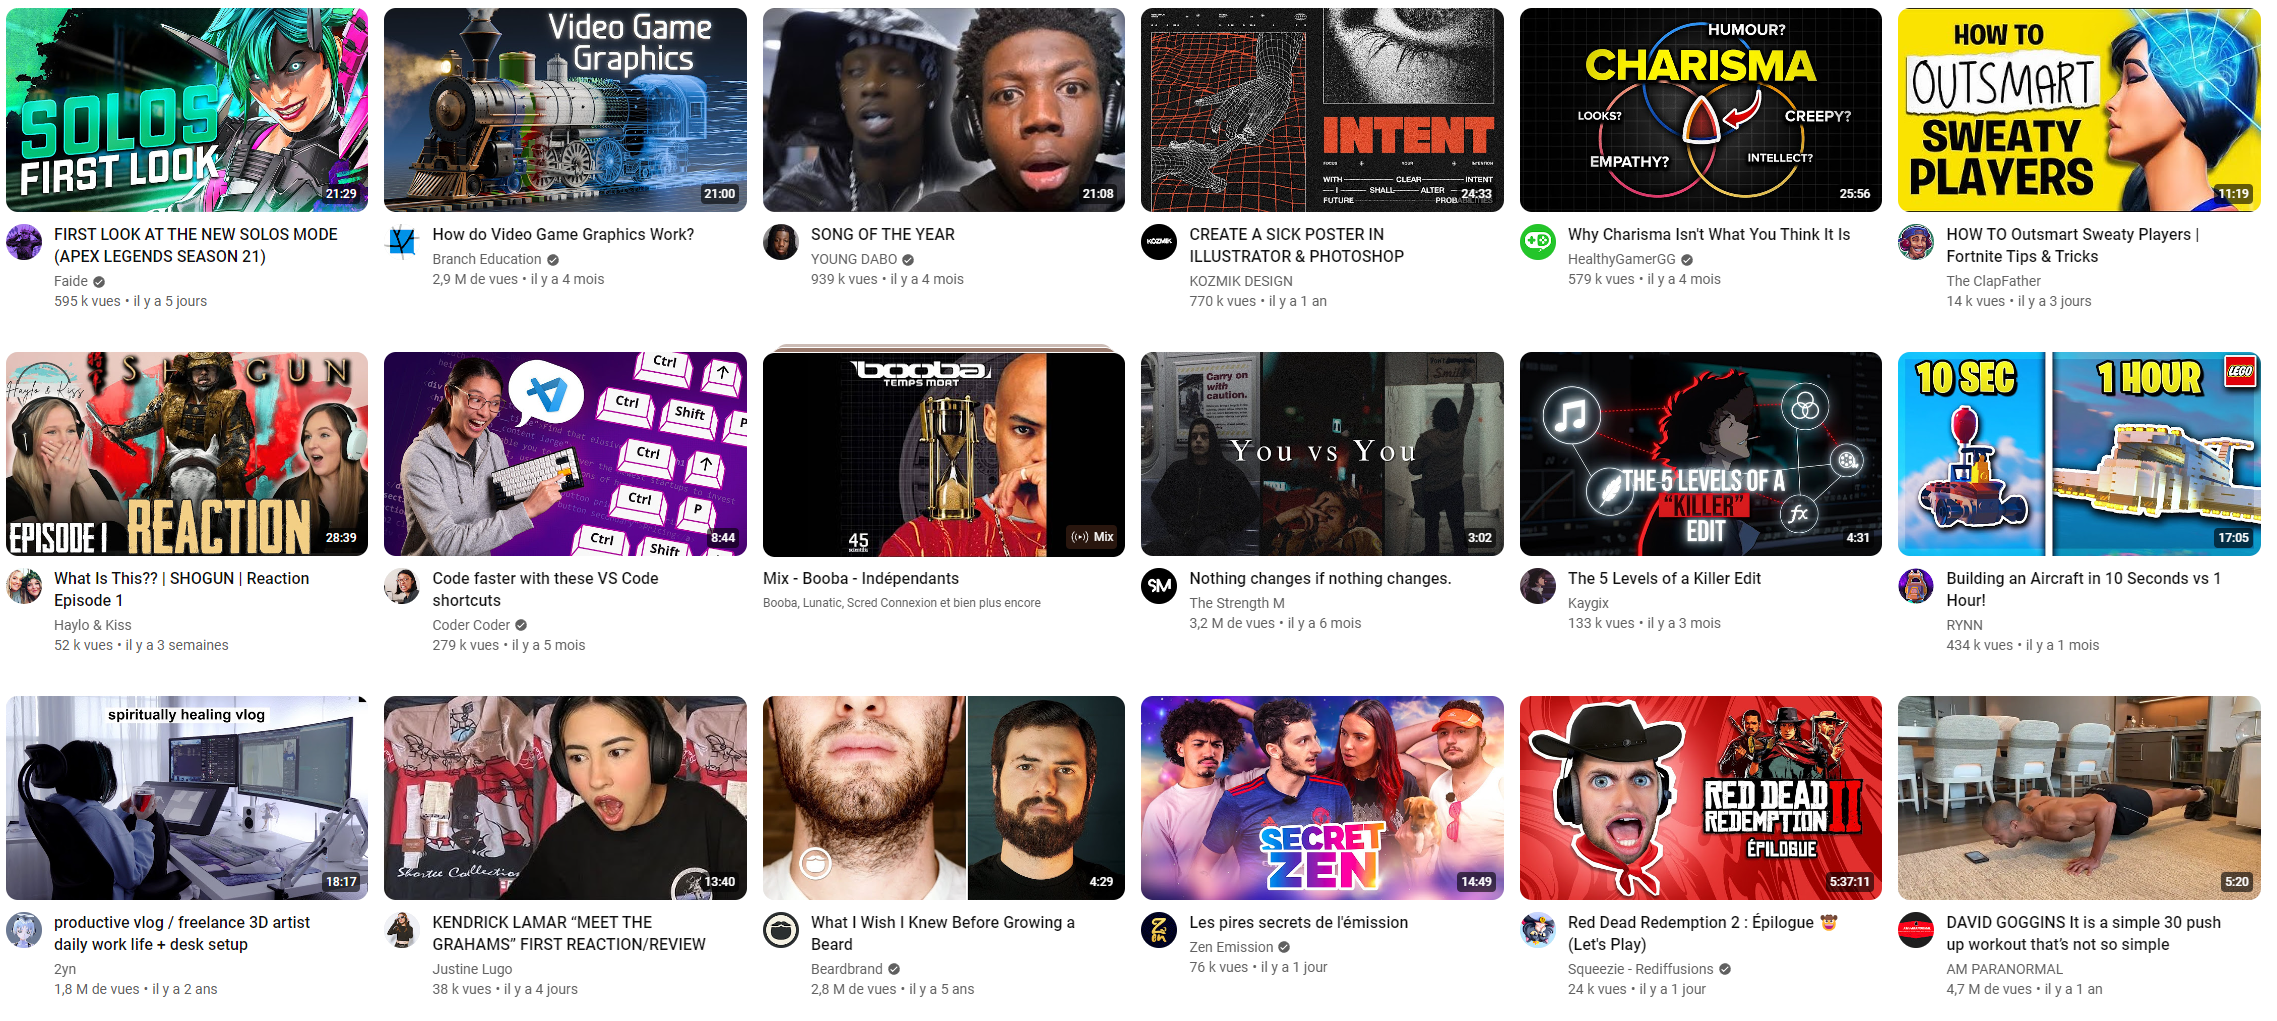 SOLOS
FIRST LOOK
21:29
FIRST LOOK AT THE NEW SOLOS MODE
(APEX LEGENDS SEASON 21)
Faide
595 k vues • il y a 5 jours
Video Game
Graphics
21:00
How do Video Game Graphics Work?
Branch Education
2,9 M de vues • il y a 4 mois
21:08
SONG OF THE YEAR
YOUNG DABO
939 k vues • il y a 4 mois
INTENT
WITH CLEAR INTENT
I SHALL ALTER
FUTURE PROBABILITIES
24:33
KOZMIK
CREATE A SICK POSTER IN
ILLUSTRATOR & PHOTOSHOP
KOZMIK DESIGN
770 k vues • il y a 1 an
HUMOUR?
CHARISMA
LOOKS?
CREEPY?
EMPATHY?
INTELLECT?
25:56
Why Charisma Isn't What You Think It Is
HealthyGamerGG
579 k vues • il y a 4 mois
HOW TO
OUTSMART
SWEATY
PLAYERS
11:19
HOW TO Outsmart Sweaty Players |
Fortnite Tips & Tricks
The ClapFather
14 k vues • il y a 3 jours
SHOGUN
Haylo & Kiss
EPISODE I REACTION
28:39
What Is This?? | SHOGUN | Reaction
Episode 1
Haylo & Kiss
52 k vues • il y a 3 semaines
Ctrl ↑
Ctrl Shift P
Ctrl ↑
Ctrl P
Ctrl Shift
8:44
Code faster with these VS Code
shortcuts
Coder Coder
279 k vues • il y a 5 mois
booba
TEMPS MORT
45
scientific
Mix
Mix - Booba - Indépendants
Booba, Lunatic, Scred Connexion et bien plus encore
Carry on
with
caution.
Smile
You vs You
3:02
SM
Nothing changes if nothing changes.
The Strength M
3,2 M de vues • il y a 6 mois
THE 5 LEVELS OF A
“KILLER”
EDIT
fx
4:31
The 5 Levels of a Killer Edit
Kaygix
133 k vues • il y a 3 mois
10 SEC
1 HOUR
LEGO
17:05
Building an Aircraft in 10 Seconds vs 1
Hour!
RYNN
434 k vues • il y a 1 mois
spiritually healing vlog
18:17
productive vlog / freelance 3D artist
daily work life + desk setup
2yn
1,8 M de vues • il y a 2 ans
Shortee Collection
13:40
KENDRICK LAMAR “MEET THE
GRAHAMS” FIRST REACTION/REVIEW
Justine Lugo
38 k vues • il y a 4 jours
4:29
What I Wish I Knew Before Growing a
Beard
Beardbrand
2,8 M de vues • il y a 5 ans
SECRET
ZEN
14:49
Zen
Les pires secrets de l'émission
Zen Emission
76 k vues • il y a 1 jour
RED DEAD
REDEMPTION II
ÉPILOGUE
5:37:11
Red Dead Redemption 2 : Épilogue 🤠
(Let's Play)
Squeezie - Rediffusions
24 k vues • il y a 1 jour
5:20
DAVID GOGGINS It is a simple 30 push
up workout that’s not so simple
AM PARANORMAL
4,7 M de vues • il y a 1 an